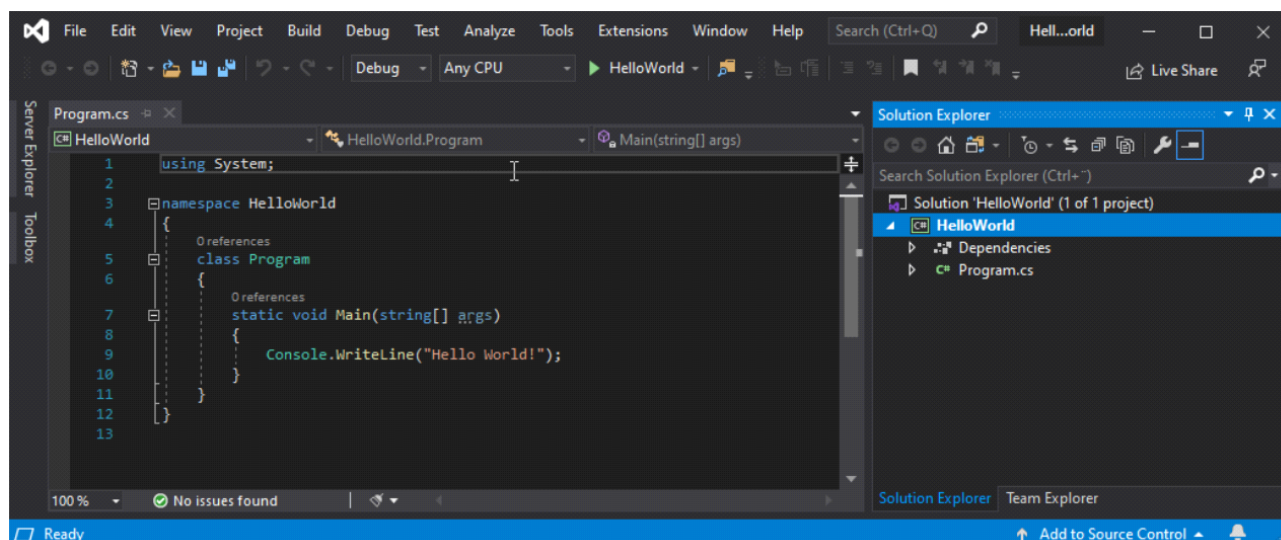 File Edit View Project Build Debug Test Analyze Tools Extensions Window Help Search (Ctrl+Q) Hell...orld
Debug Any CPU HelloWorld Live Share
Server Explorer
Toolbox
Program.cs
HelloWorld HelloWorld.Program Main(string[] args)
1 using System;
2
3 namespace HelloWorld
4 {
0 references
5 class Program
6 {
0 references
7 static void Main(string[] args)
8 {
9 Console.WriteLine("Hello World!");
10 }
11 }
12 }
13
100 % No issues found
Solution Explorer
Search Solution Explorer (Ctrl+¨)
Solution 'HelloWorld' (1 of 1 project)
C# HelloWorld
Dependencies
C# Program.cs
Solution Explorer Team Explorer
Ready Add to Source Control